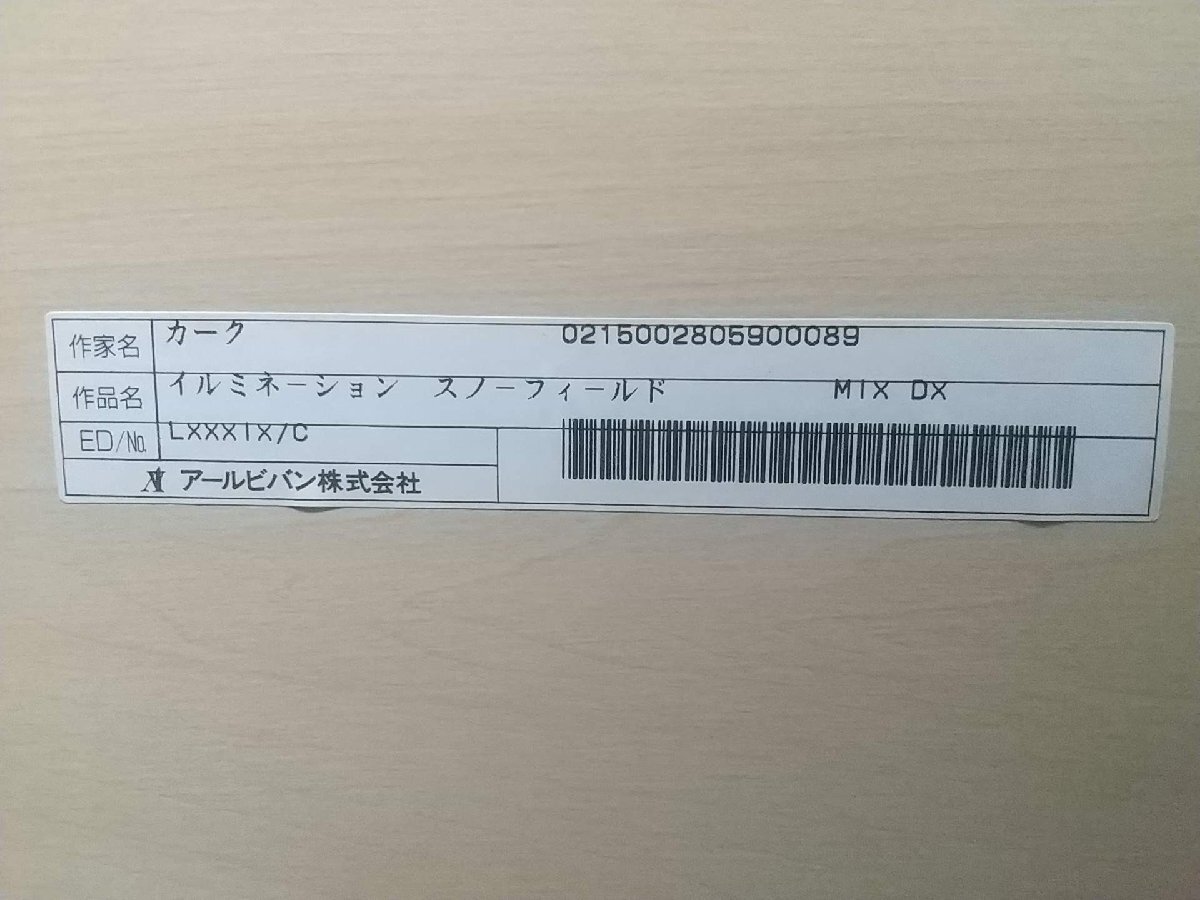 作家名 カーク 0215002805900089
作品名 イルミネーション スノーフィールド MIX DX
ED/№ LXXXIX/C
アールビバン株式会社